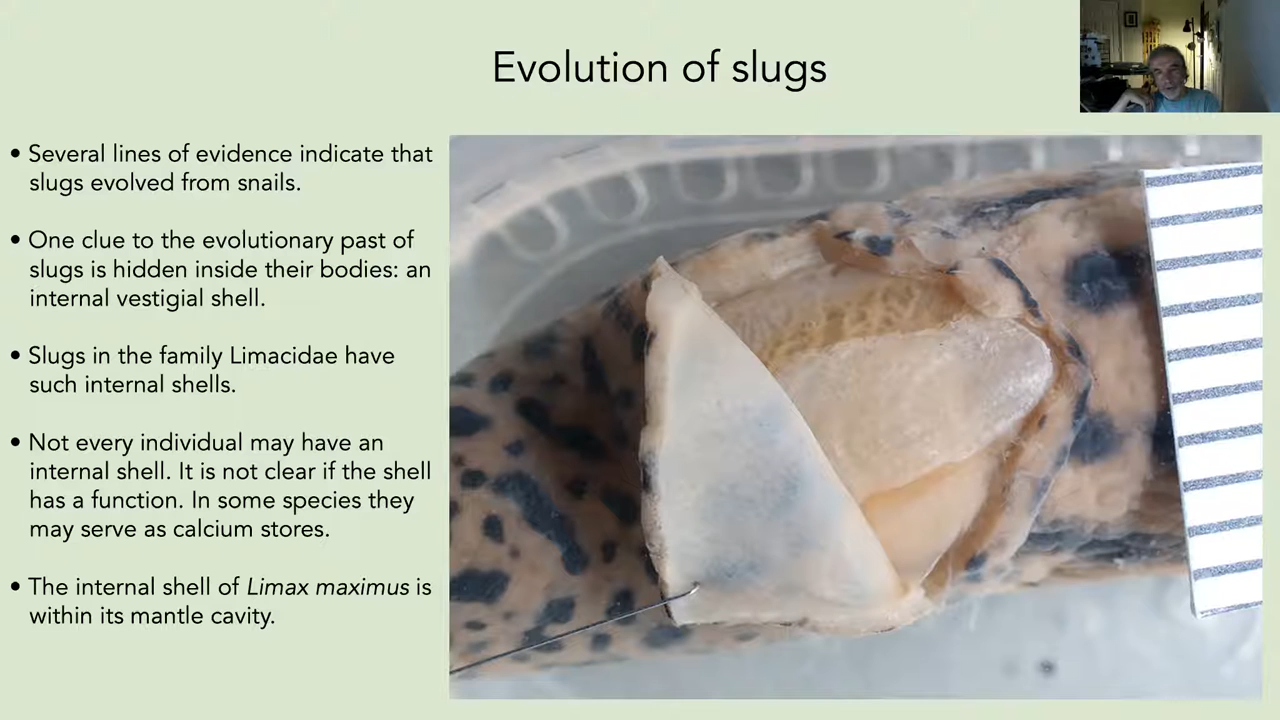 Evolution of slugs
• Several lines of evidence indicate that
slugs evolved from snails.
• One clue to the evolutionary past of
slugs is hidden inside their bodies: an
internal vestigial shell.
• Slugs in the family Limacidae have
such internal shells.
• Not every individual may have an
internal shell. It is not clear if the shell
has a function. In some species they
may serve as calcium stores.
• The internal shell of Limax maximus is
within its mantle cavity.